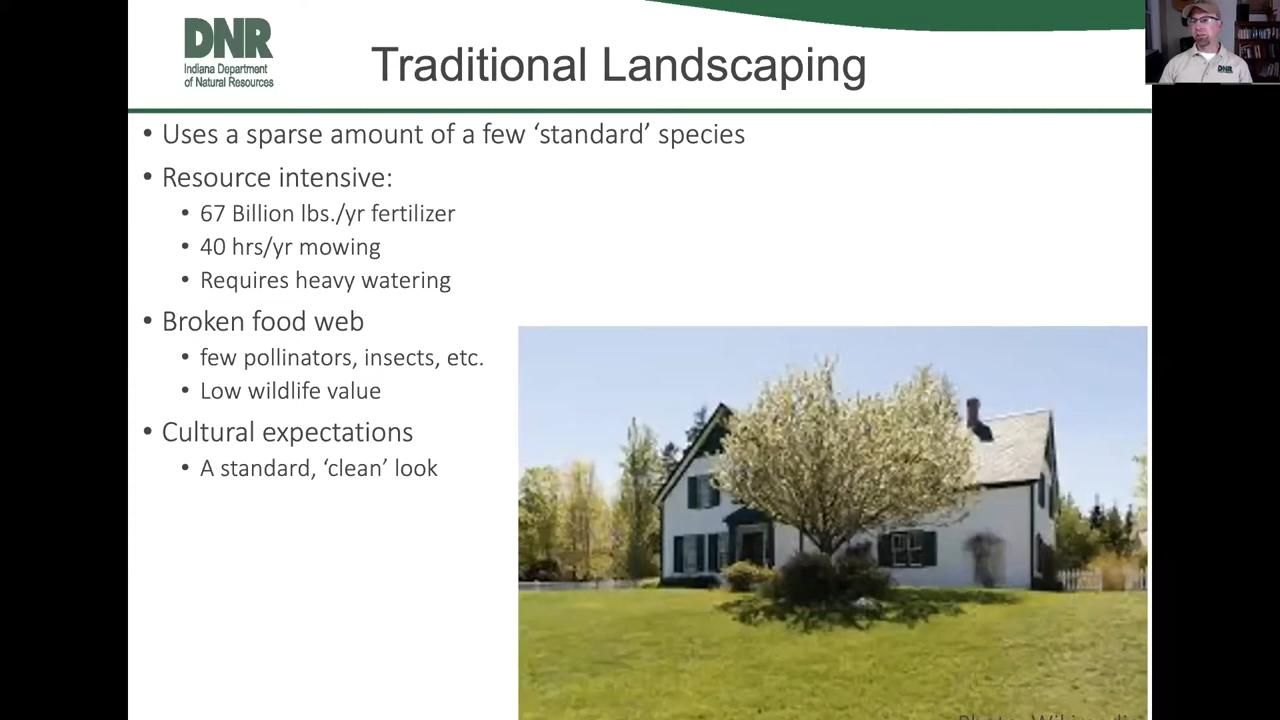 DNR
Indiana Department
of Natural Resources
Traditional Landscaping
DNR
• Uses a sparse amount of a few ‘standard’ species
• Resource intensive:
• 67 Billion lbs./yr fertilizer
• 40 hrs/yr mowing
• Requires heavy watering
• Broken food web
• few pollinators, insects, etc.
• Low wildlife value
• Cultural expectations
• A standard, ‘clean’ look